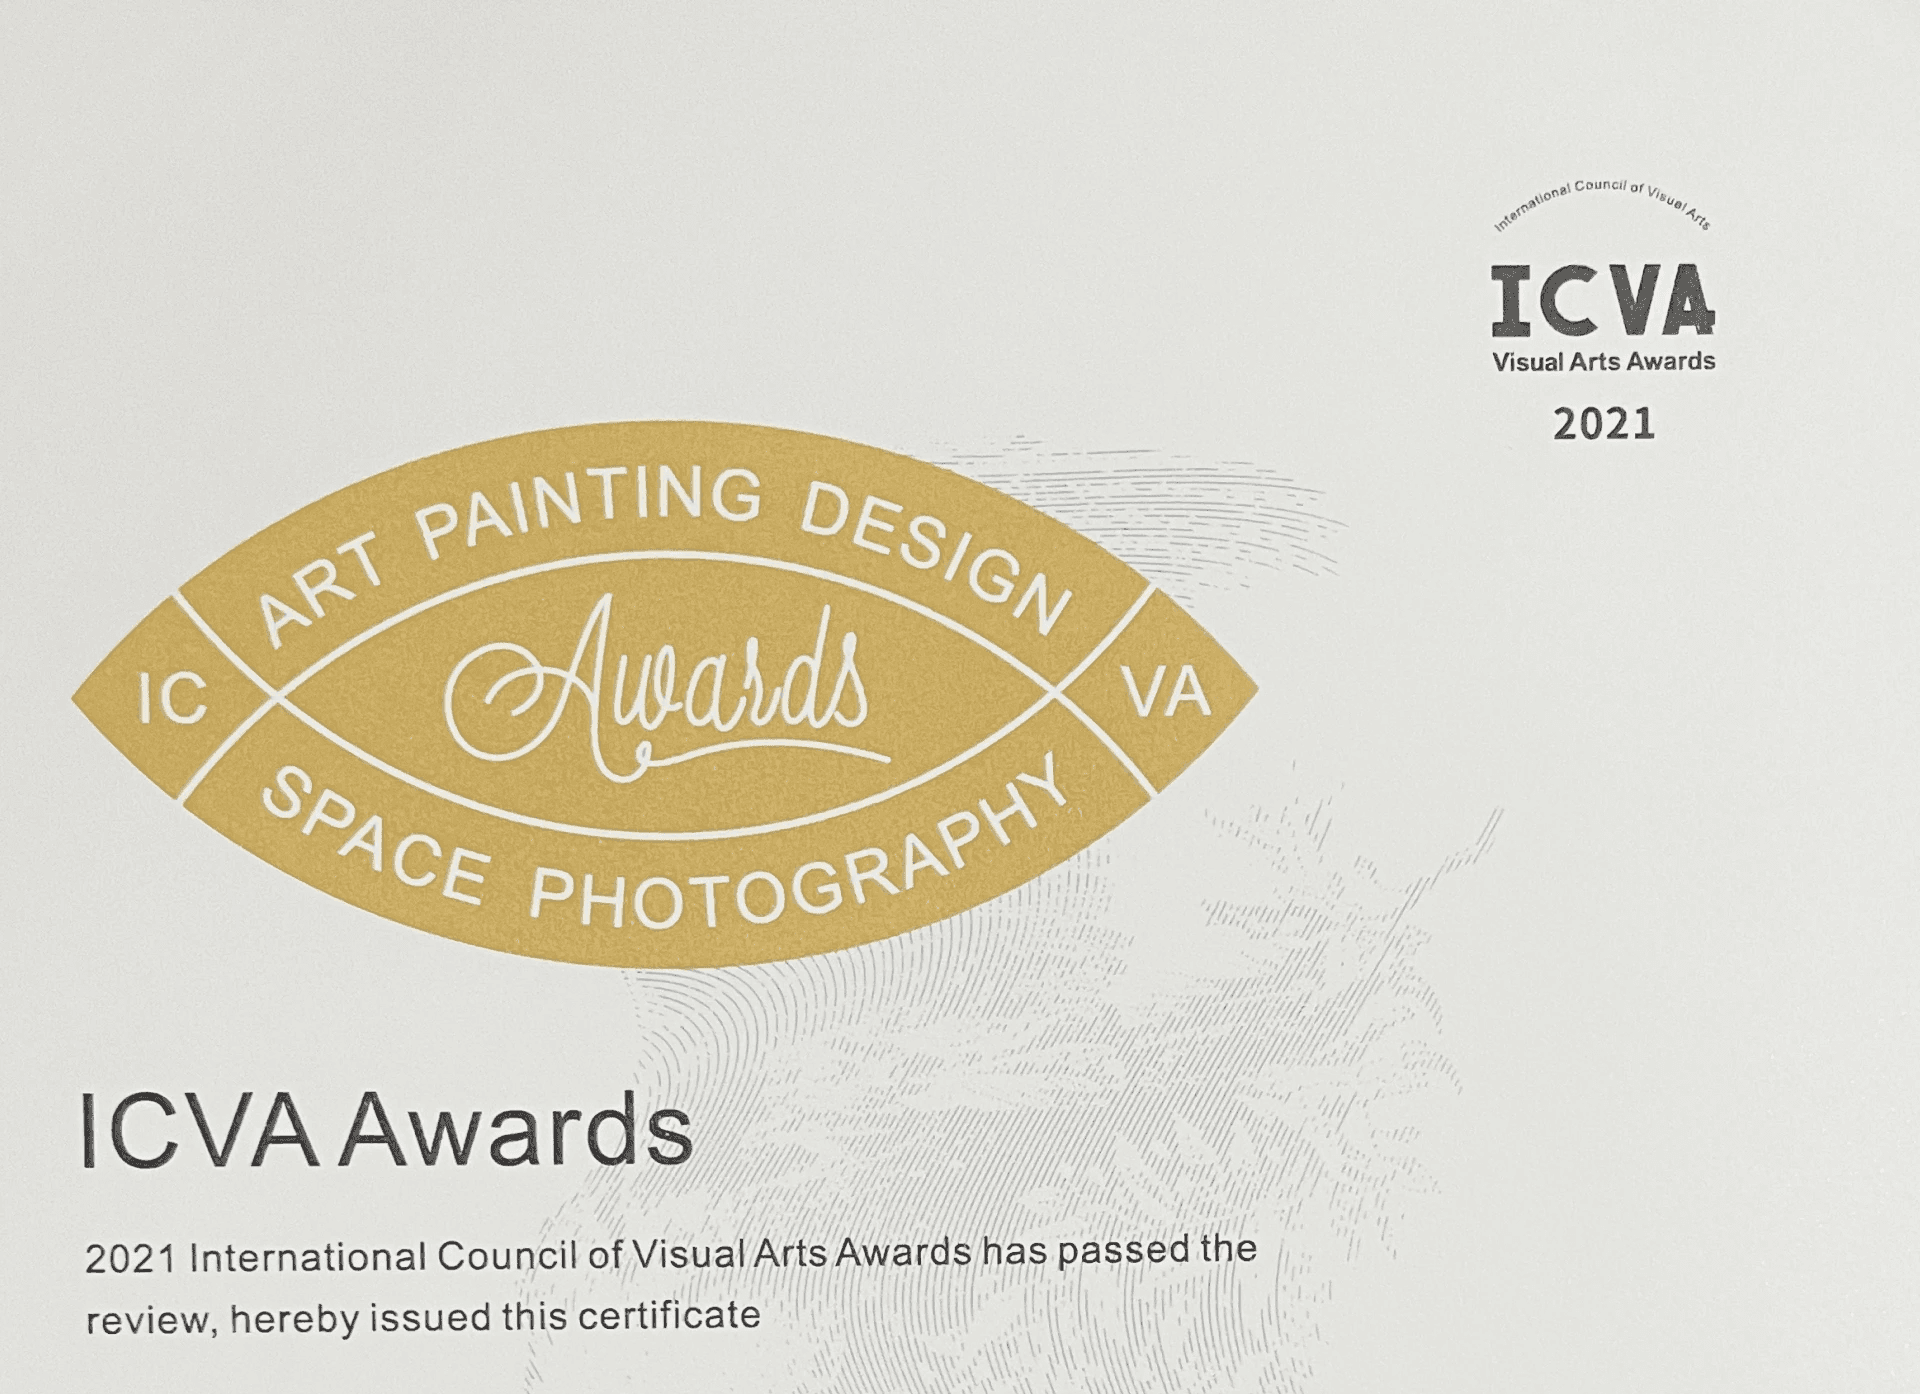 International Council of Visual Arts
ICVA
Visual Arts Awards
2021
ART PAINTING DESIGN
IC
Awards
VA
SPACE PHOTOGRAPHY
ICVA Awards
2021 International Council of Visual Arts Awards has passed the
review, hereby issued this certificate